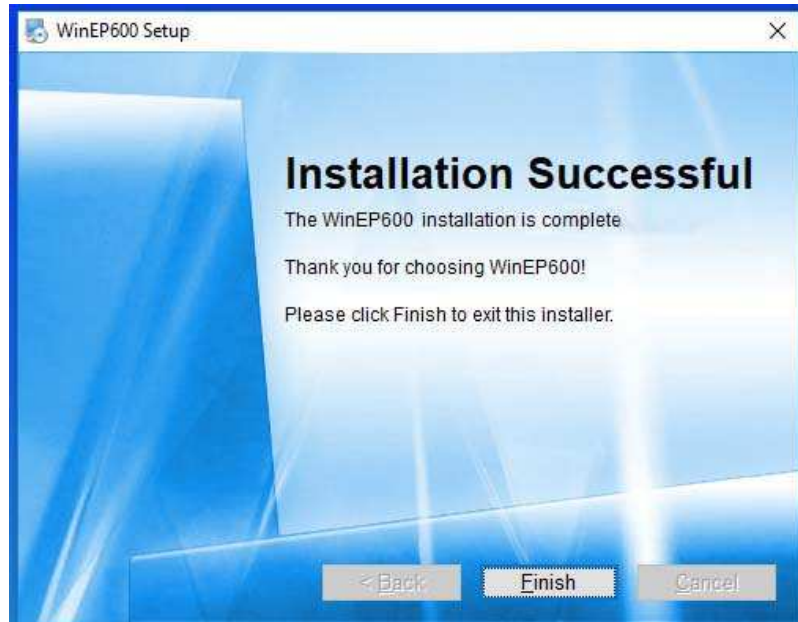 WinEP600 Setup
Installation Successful
The WinEP600 installation is complete
Thank you for choosing WinEP600!
Please click Finish to exit this installer.
< Back Finish Cancel